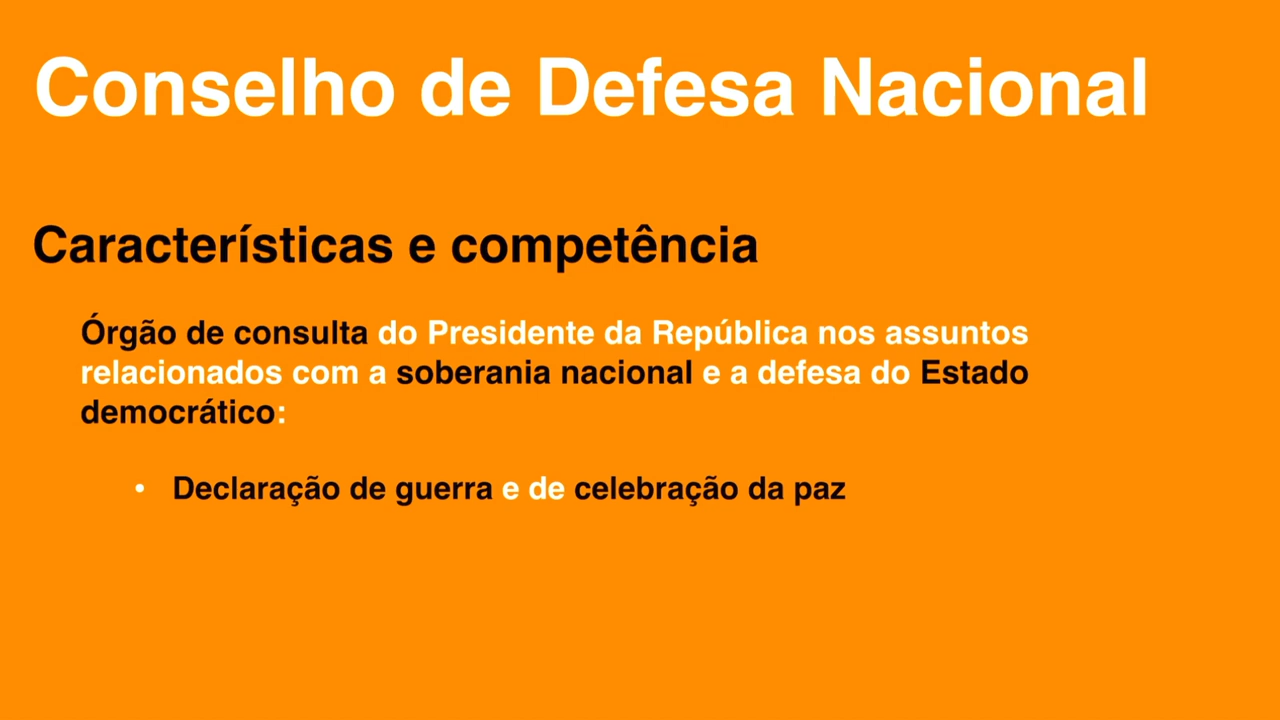 Conselho de Defesa Nacional
Características e competência
Órgão de consulta do Presidente da República nos assuntos
relacionados com a soberania nacional e a defesa do Estado
democrático:
• Declaração de guerra e de celebração da paz